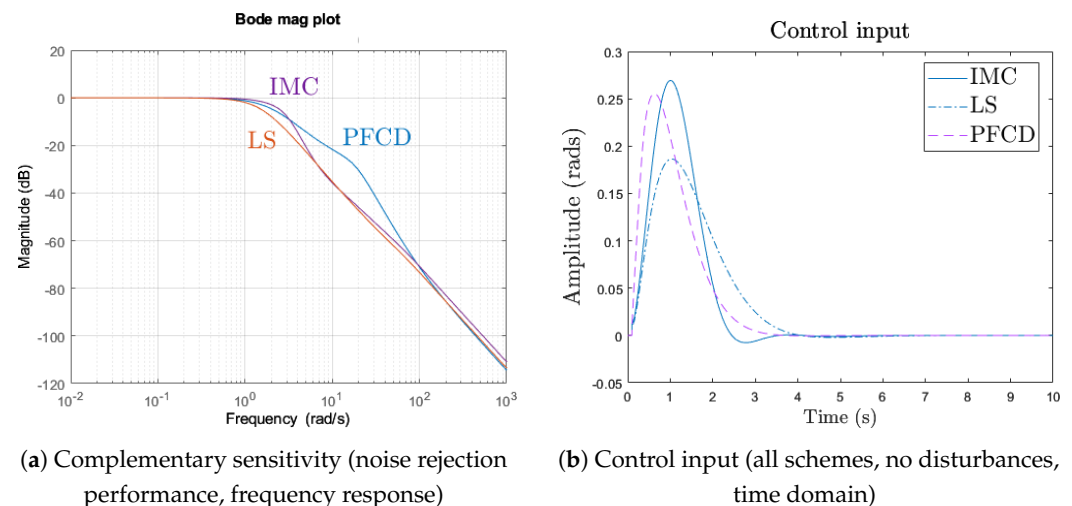 Bode mag plot
20
0
-20
-40
-60
-80
-100
-120
Magnitude (dB)
IMC
LS
PFCD
10^-2
10^-1
10^0
10^1
10^2
10^3
Frequency (rad/s)
Control input
0.3
0.25
0.2
0.15
0.1
0.05
0
-0.05
Amplitude (rads)
IMC
LS
PFCD
0 1 2 3 4 5 6 7 8 9 10
Time (s)
(a) Complementary sensitivity (noise rejection
performance, frequency response)
(b) Control input (all schemes, no disturbances,
time domain)